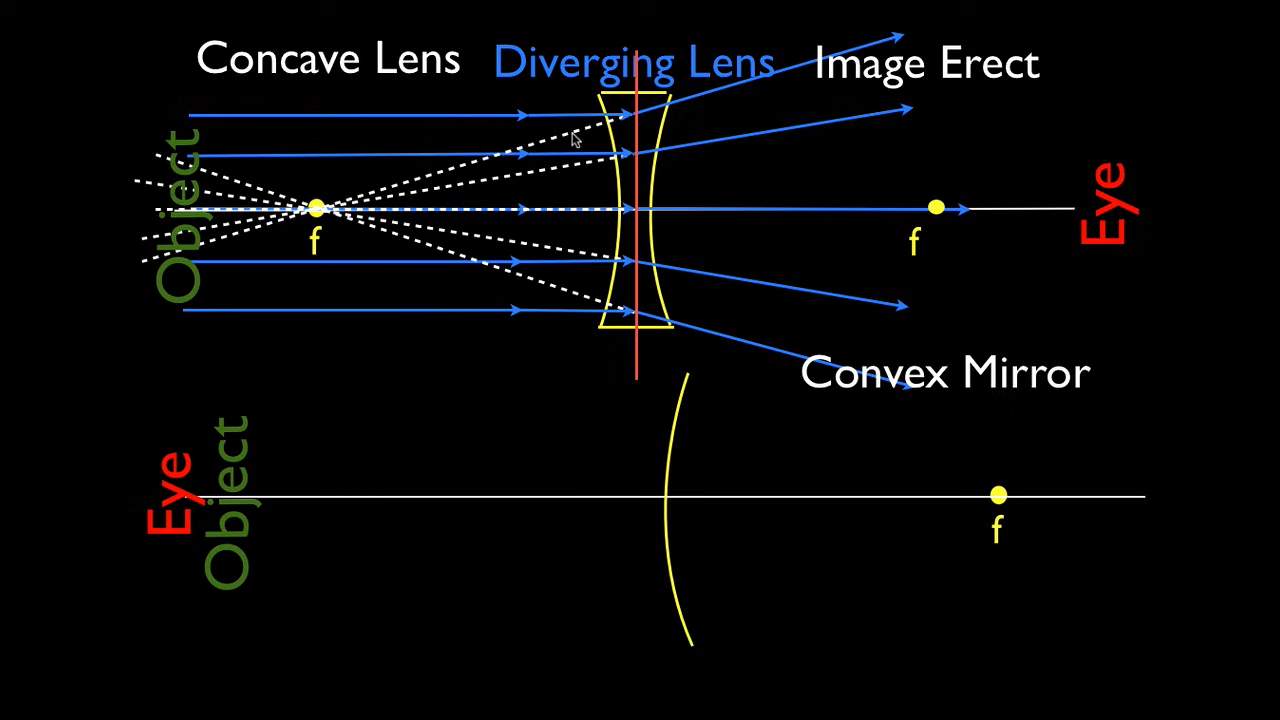 Concave Lens
Diverging Lens
Image Erect
Object
f
f
Eye
Convex Mirror
Eye
Object
f